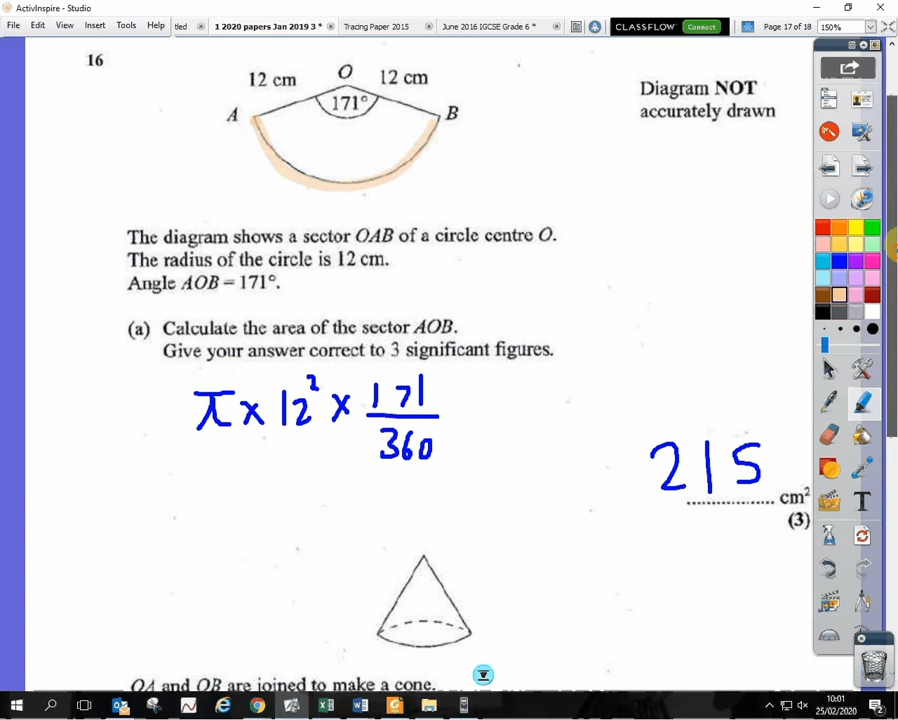 ActivInspire - Studio
File Edit View Insert Tools Help tled 1 2020 papers Jan 2019 3 * Tracing Paper 2015 June 2016 IGCSE Grade 6 * CLASSFLOW Connect Page 17 of 18 150%
16
12 cm O 12 cm
171°
A B
Diagram NOT
accurately drawn
The diagram shows a sector OAB of a circle centre O.
The radius of the circle is 12 cm.
Angle AOB = 171°.
(a) Calculate the area of the sector AOB.
Give your answer correct to 3 significant figures.
π × 12² × 171
360
215
.............. cm²
(3)
OA and OB are joined to make a cone.
10:01
25/02/2020
2